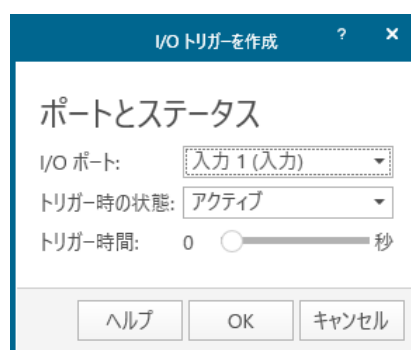 I/O トリガーを作成 ? ×
ポートとステータス
I/O ポート: 入力 1 (入力)
トリガー時の状態: アクティブ
トリガー時間: 0 秒
ヘルプ OK キャンセル